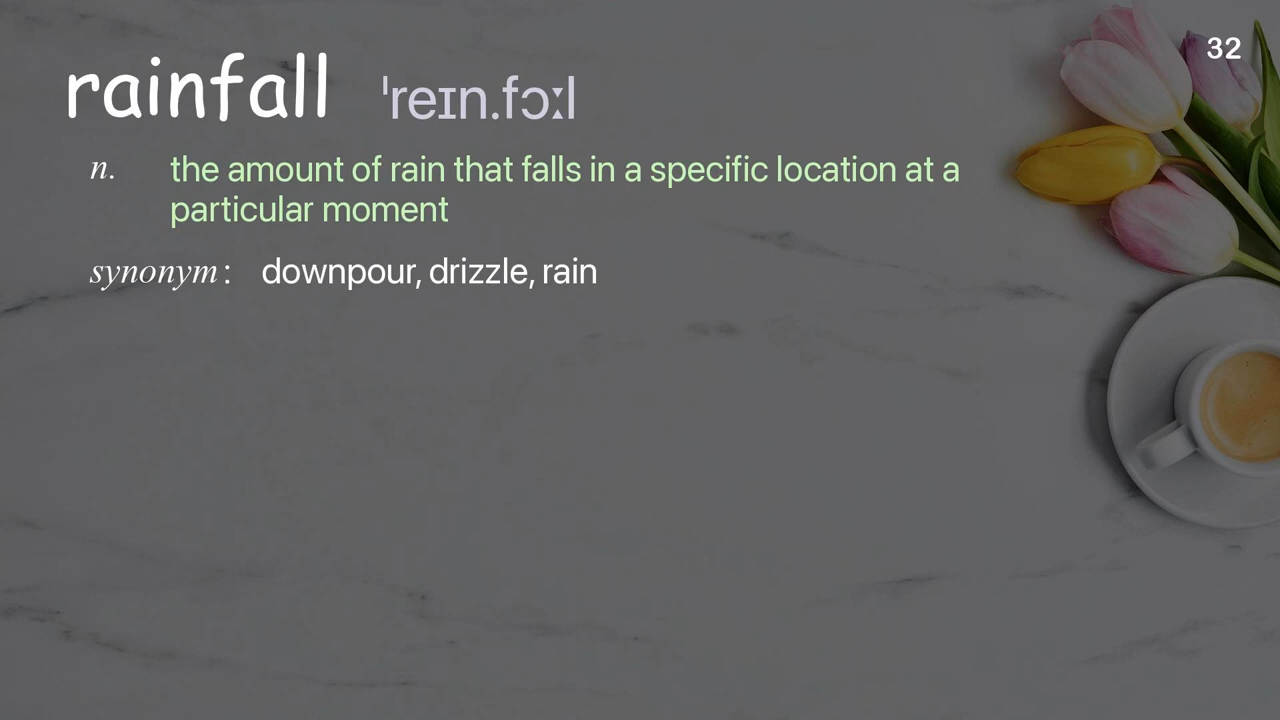 32
rainfall ˈreɪn.fɔːl
n. the amount of rain that falls in a specific location at a
particular moment
synonym: downpour, drizzle, rain